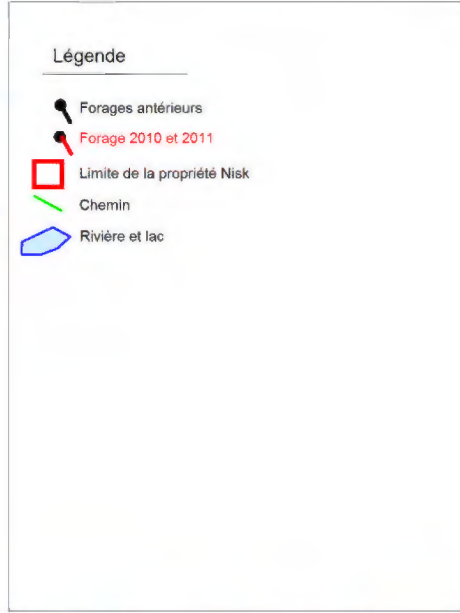 Légende
Forages antérieurs
Forage 2010 et 2011
Limite de la propriété Nisk
Chemin
Rivière et lac